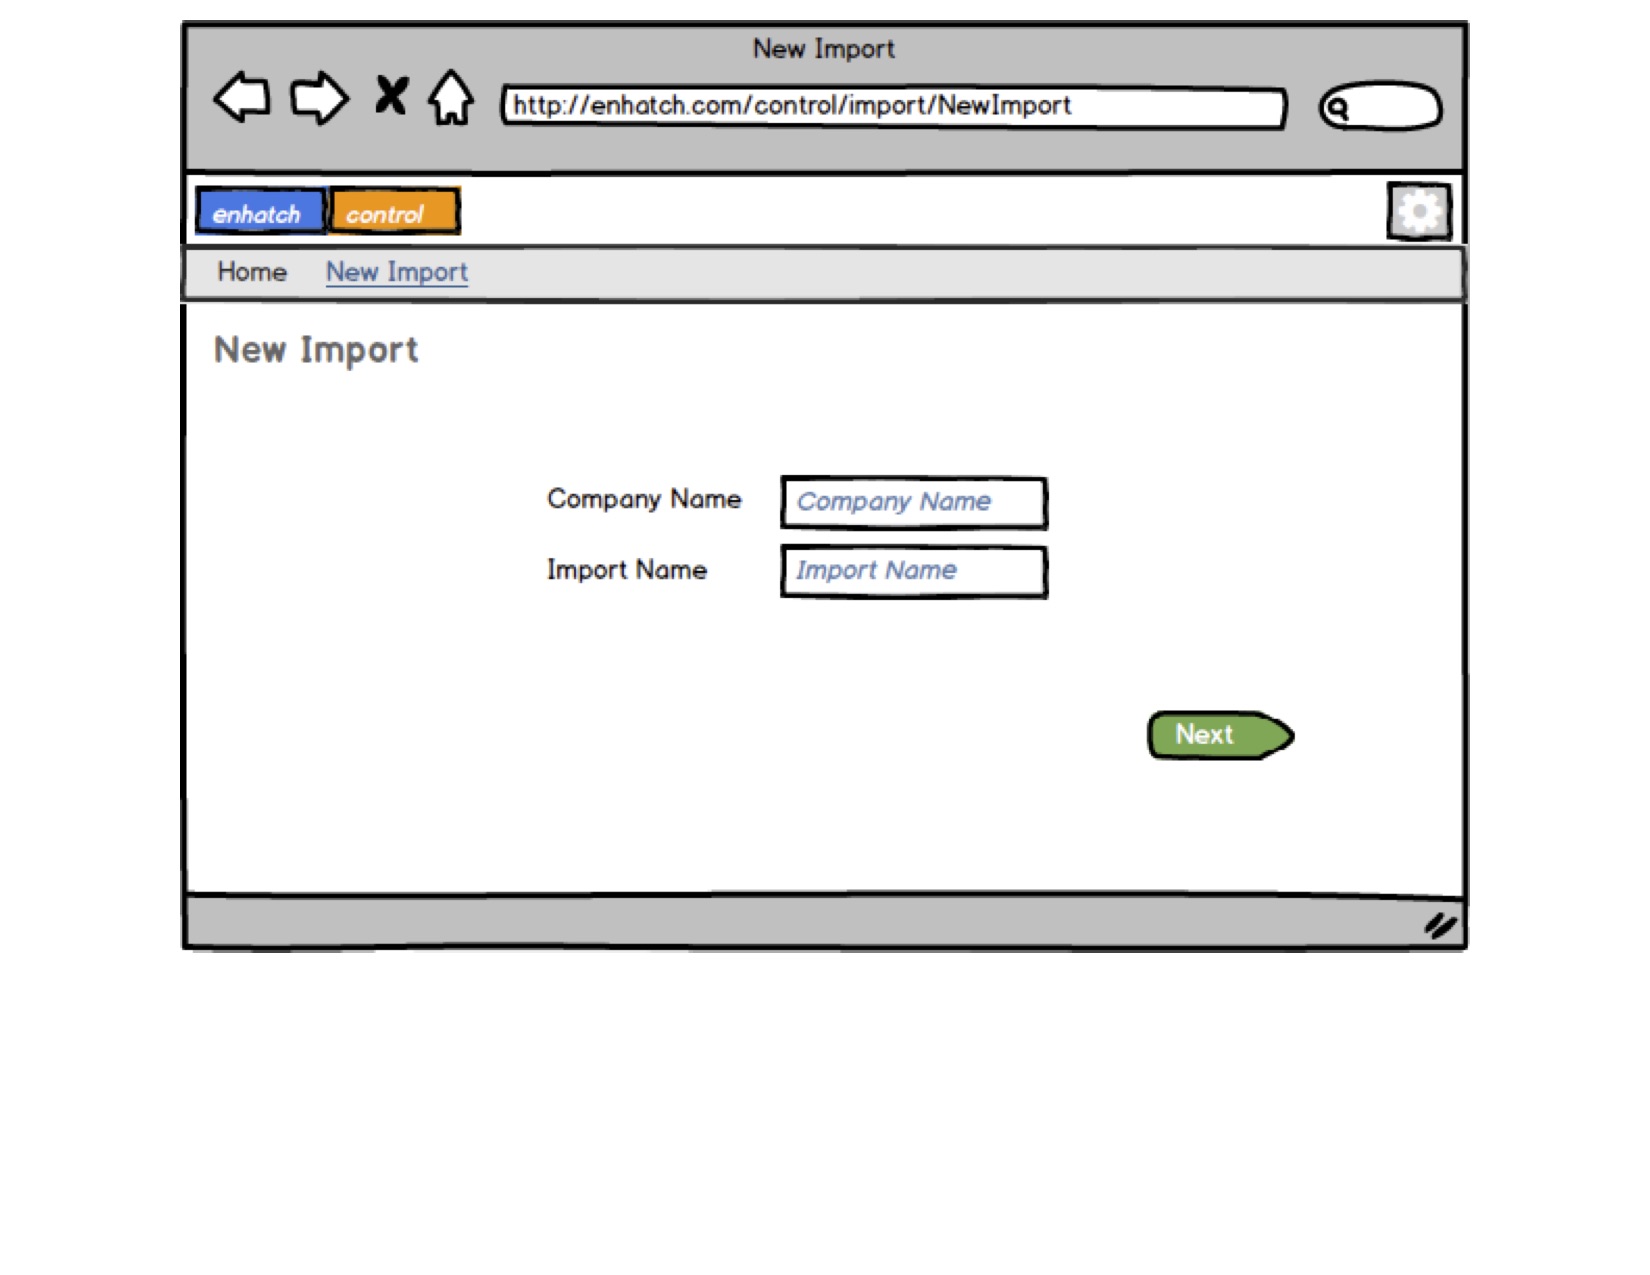 New Import
http://enhatch.com/control/import/NewImport
enhatch control
Home New Import
New Import
Company Name Company Name
Import Name Import Name
Next